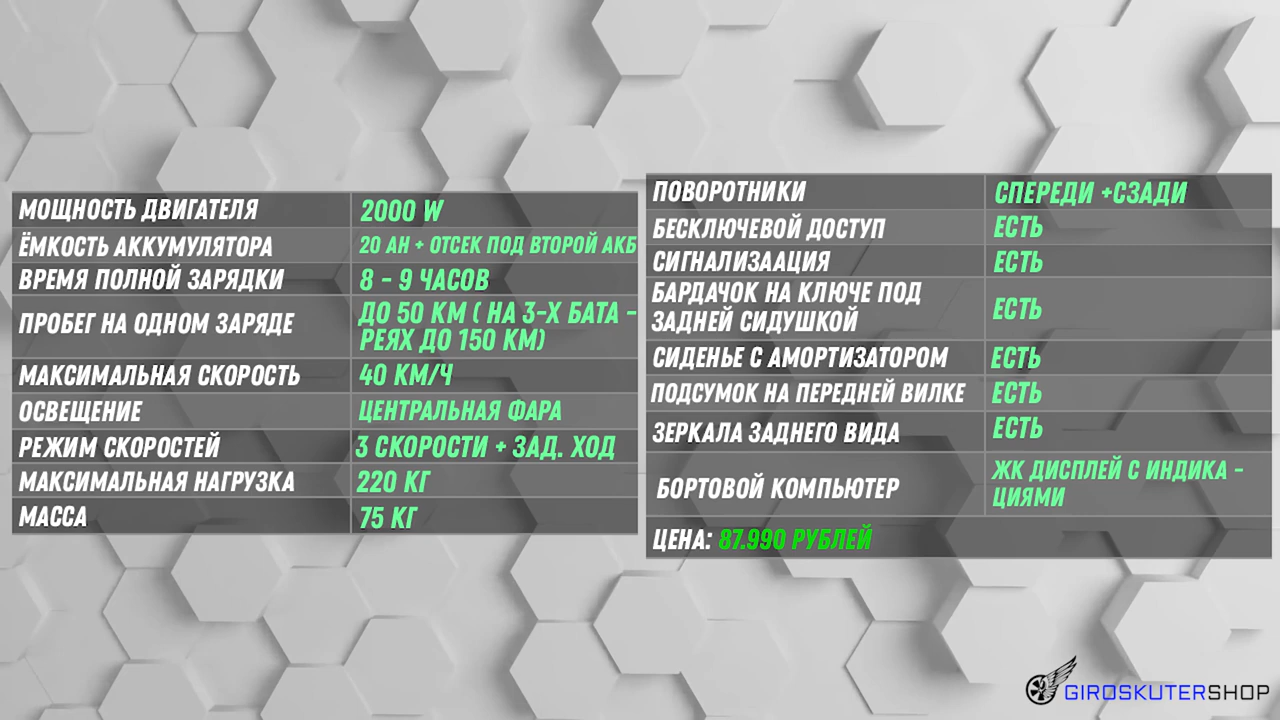 МОЩНОСТЬ ДВИГАТЕЛЯ 2000 W
ЁМКОСТЬ АККУМУЛЯТОРА 20 AH + ОТСЕК ПОД ВТОРОЙ АКБ
ВРЕМЯ ПОЛНОЙ ЗАРЯДКИ 8 - 9 ЧАСОВ
ПРОБЕГ НА ОДНОМ ЗАРЯДЕ ДО 50 КМ ( НА 3-Х БАТА -
РЕЯХ ДО 150 КМ)
МАКСИМАЛЬНАЯ СКОРОСТЬ 40 КМ/Ч
ОСВЕЩЕНИЕ ЦЕНТРАЛЬНАЯ ФАРА
РЕЖИМ СКОРОСТЕЙ 3 СКОРОСТИ + ЗАД. ХОД
МАКСИМАЛЬНАЯ НАГРУЗКА 220 КГ
МАССА 75 КГ
ПОВОРОТНИКИ СПЕРЕДИ +СЗАДИ
БЕСКЛЮЧЕВОЙ ДОСТУП ЕСТЬ
СИГНАЛИЗААЦИЯ ЕСТЬ
БАРДАЧОК НА КЛЮЧЕ ПОД
ЗАДНЕЙ СИДУШКОЙ ЕСТЬ
СИДЕНЬЕ С АМОРТИЗАТОРОМ ЕСТЬ
ПОДСУМОК НА ПЕРЕДНЕЙ ВИЛКЕ ЕСТЬ
ЗЕРКАЛА ЗАДНЕГО ВИДА ЕСТЬ
БОРТОВОЙ КОМПЬЮТЕР ЖК ДИСПЛЕЙ С ИНДИКА -
ЦИЯМИ
ЦЕНА: 87.990 РУБЛЕЙ
GIROSKUTERSHOP